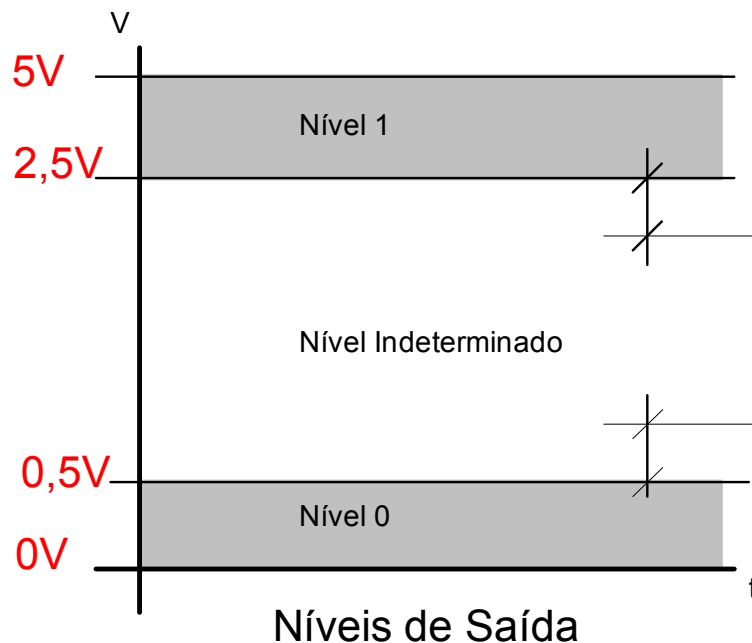 V
5V
Nível 1
2,5V
Nível Indeterminado
0,5V
Nível 0
0V
t
Níveis de Saída